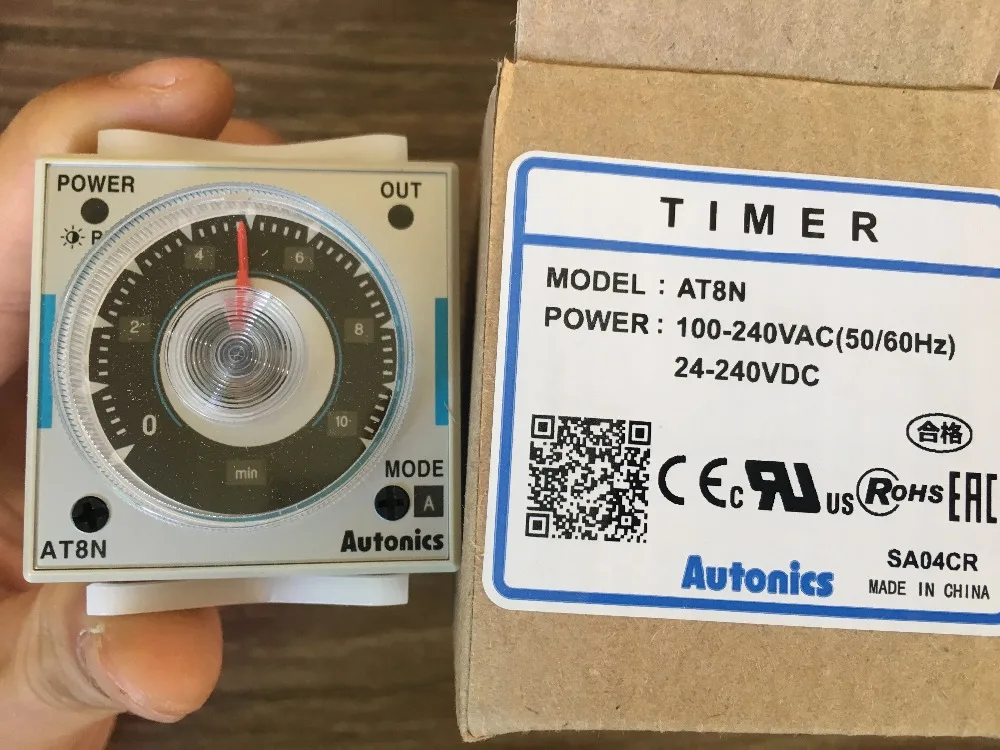 POWER
OUT
4
6
2
8
0
10
min
MODE
A
AT8N
Autonics
TIMER
MODEL : AT8N
POWER : 100-240VAC(50/60Hz)
24-240VDC
合格
CE C UR US RoHS EAC
SA04CR
Autonics
MADE IN CHINA